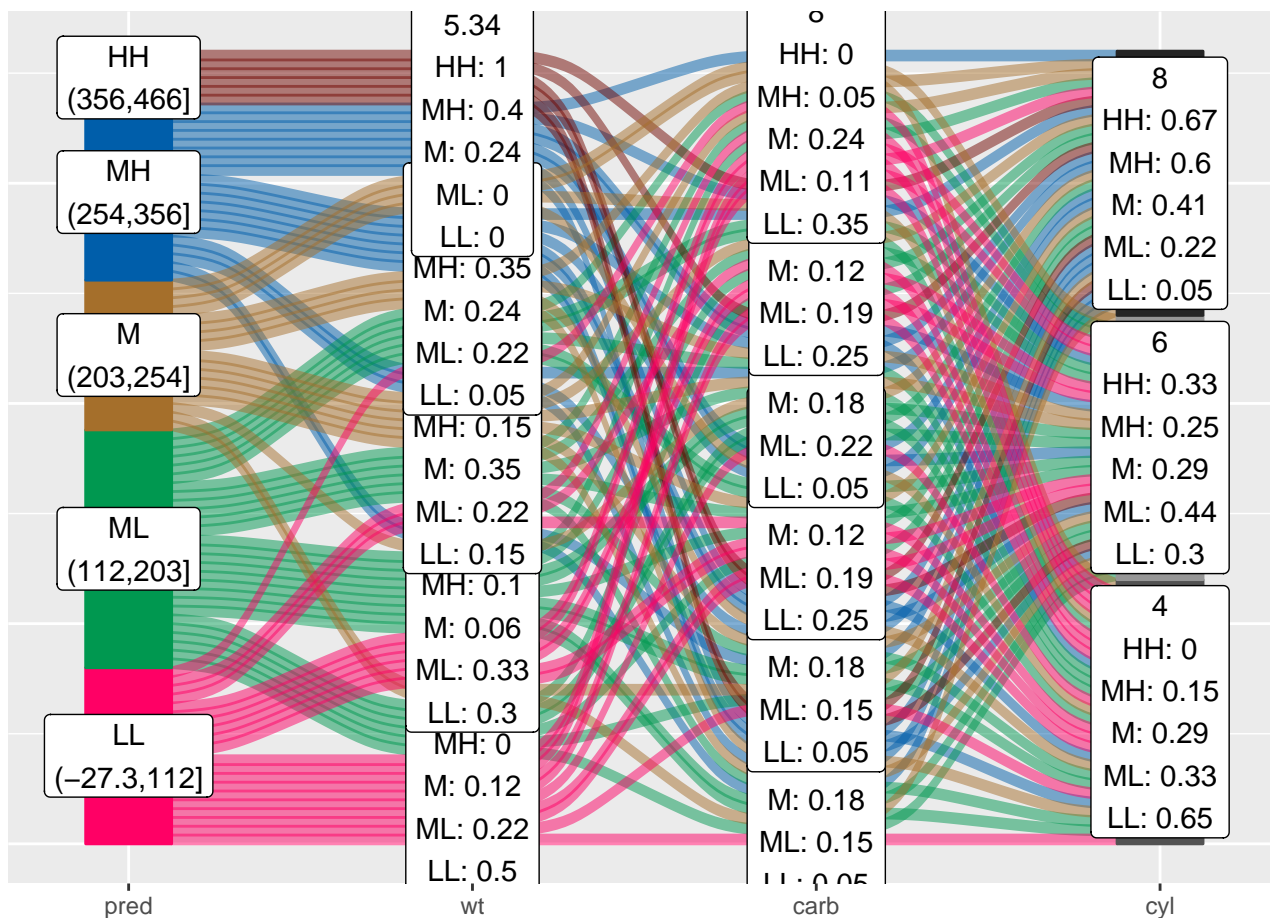 HH
(356,466]
MH
(254,356]
M
(203,254]
ML
(112,203]
LL
(–27.3,112]
5.34
HH: 1
MH: 0.4
M: 0.24
ML: 0
LL: 0
MH: 0.35
M: 0.24
ML: 0.22
LL: 0.05
MH: 0.15
M: 0.35
ML: 0.22
LL: 0.15
MH: 0.1
M: 0.06
ML: 0.33
LL: 0.3
MH: 0
M: 0.12
ML: 0.22
LL: 0.5
8
HH: 0
MH: 0.05
M: 0.24
ML: 0.11
LL: 0.35
M: 0.12
ML: 0.19
LL: 0.25
M: 0.18
ML: 0.22
LL: 0.05
M: 0.12
ML: 0.19
LL: 0.25
M: 0.18
ML: 0.15
LL: 0.05
M: 0.18
ML: 0.15
LL: 0.05
8
HH: 0.67
MH: 0.6
M: 0.41
ML: 0.22
LL: 0.05
6
HH: 0.33
MH: 0.25
M: 0.29
ML: 0.44
LL: 0.3
4
HH: 0
MH: 0.15
M: 0.29
ML: 0.33
LL: 0.65
pred
wt
carb
cyl